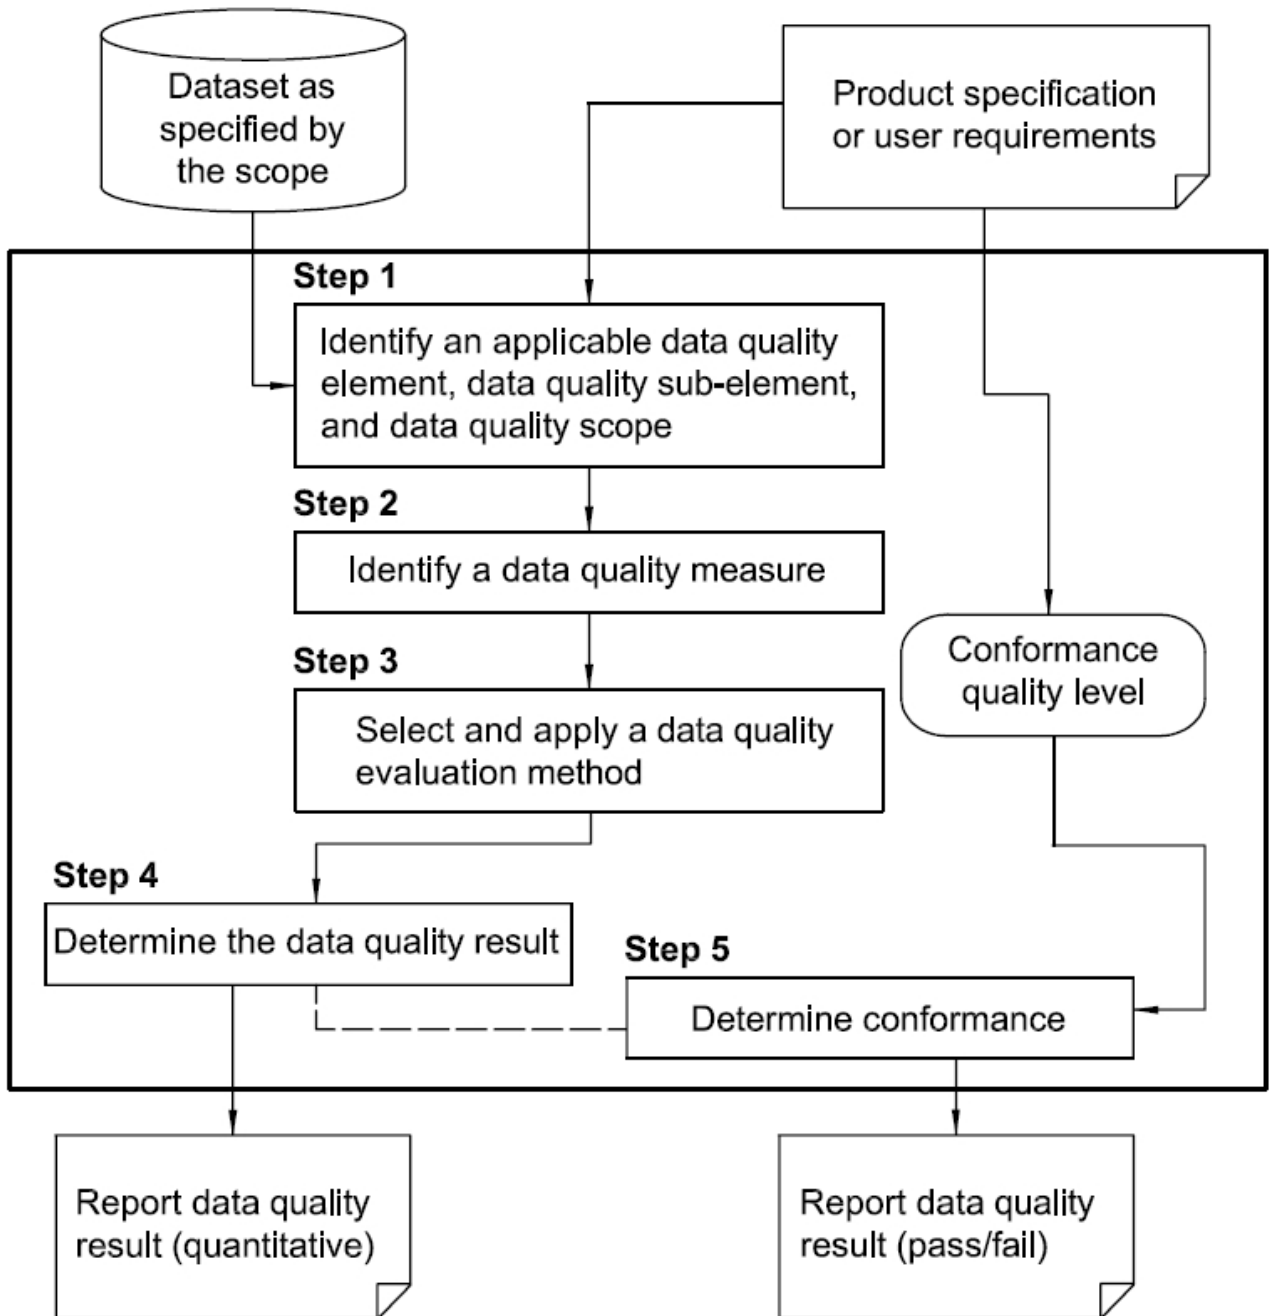 Dataset as
specified by
the scope
Product specification
or user requirements
Step 1
Identify an applicable data quality
element, data quality sub-element,
and data quality scope
Step 2
Identify a data quality measure
Step 3
Select and apply a data quality
evaluation method
Conformance
quality level
Step 4
Determine the data quality result
Step 5
Determine conformance
Report data quality
result (quantitative)
Report data quality
result (pass/fail)